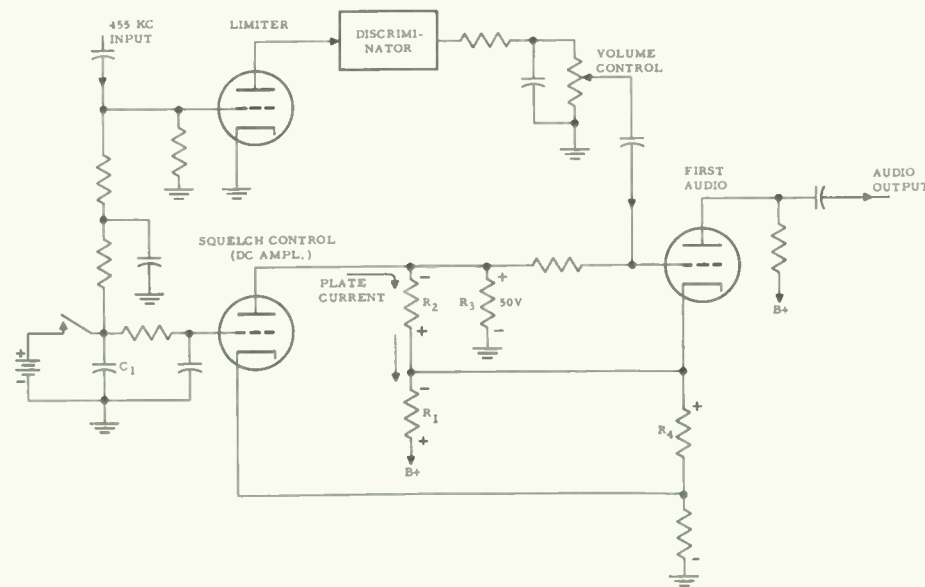 455 KC
INPUT
LIMITER
DISCRIMI-
NATOR
VOLUME
CONTROL
FIRST
AUDIO
AUDIO
OUTPUT
SQUELCH CONTROL
(DC AMPL.)
PLATE
CURRENT
-
R2
+
+
R3 50V
-
B+
+
-
C1
-
R1
+
B+
+
R4
-